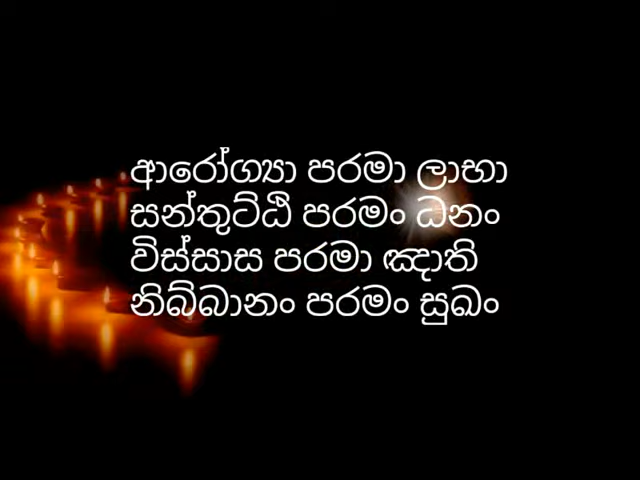 ආරෝග්‍යා පරමා ලාභා
සන්තුට්ඨි පරමං ධනං
විස්සාස පරමා ඤාති
නිබ්බානං පරමං සුඛං